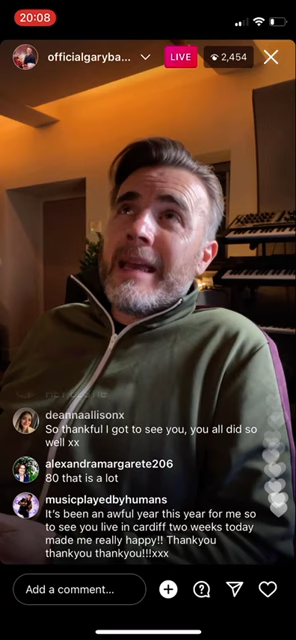 20:08
officialgaryba...
LIVE
2,454
deannaallisonx
So thankful I got to see you, you all did so
well xx
alexandramargarete206
80 that is a lot
musicplayedbyhumans
It's been an awful year this year for me so
to see you live in cardiff two weeks today
made me really happy!! Thankyou
thankyou thankyou!!!xxx
Add a comment...